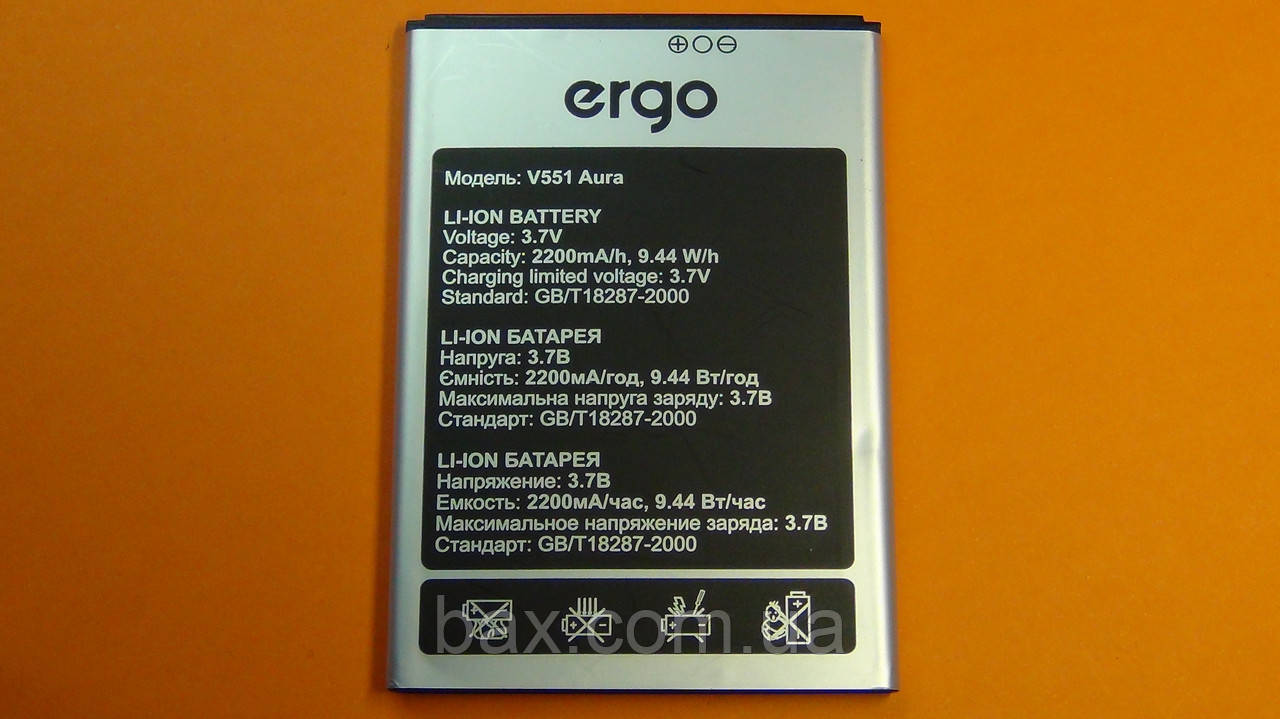 ergo
Модель: V551 Aura
LI-ION BATTERY
Voltage: 3.7V
Capacity: 2200mA/h, 9.44 W/h
Charging limited voltage: 3.7V
Standard: GB/T18287-2000
LI-ION БАТАРЕЯ
Напруга: 3.7В
Ємність: 2200мА/год, 9.44 Вт/год
Максимальна напруга заряду: 3.7В
Стандарт: GB/T18287-2000
LI-ION БАТАРЕЯ
Напряжение: 3.7В
Емкость: 2200мА/час, 9.44 Вт/час
Максимальное напряжение заряда: 3.7В
Стандарт: GB/T18287-2000
bax.com.ua